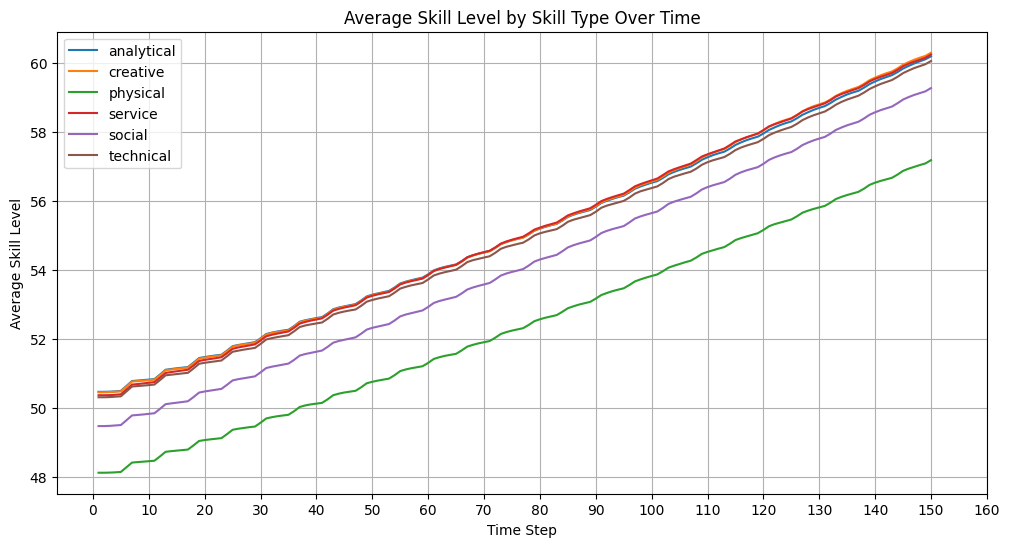 Average Skill Level by Skill Type Over Time
analytical
creative
physical
service
social
technical
60
58
56
54
52
50
48
Average Skill Level
0 10 20 30 40 50 60 70 80 90 100 110 120 130 140 150 160
Time Step